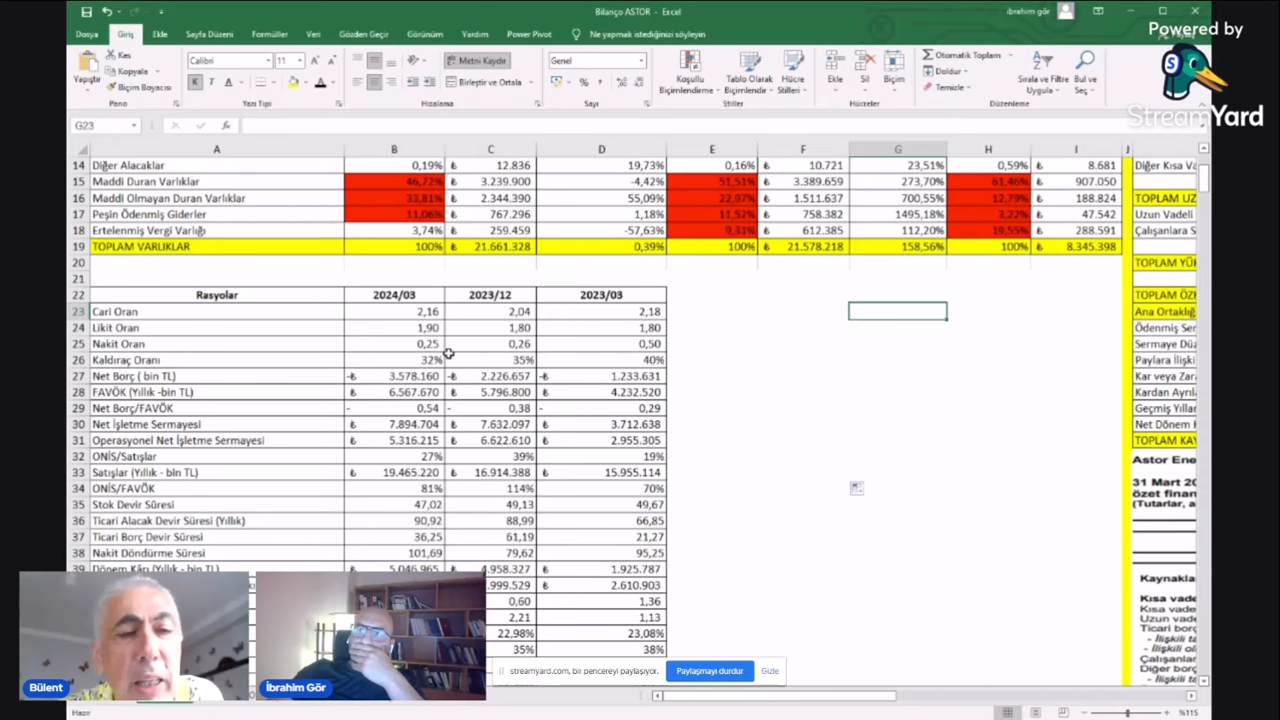 Bilanço ASTOR - Excel
ibrahim gör
Dosya Giriş Ekle Sayfa Düzeni Formüller Veri Gözden Geçir Görünüm Yardım Power Pivot Ne yapmak istediğinizi söyleyin
Powered by
StreamYard
Yapıştır Kes Kopyala Biçim Boyacısı Pano
Calibri 11 K T A Yazı Tipi
Metni Kaydır Birleştir ve Ortala Hizalama
Genel % Sayı
Koşullu Biçimlendirme Tablo Olarak Biçimlendir Hücre Stilleri Stiller
Ekle Sil Biçim Hücreler
Otomatik Toplam Doldur Temizle Sırala ve Filtre Uygula Bul ve Seç Düzenleme
G23 fx
A B C D E F G H I J
14 Diğer Alacaklar 0,19% ₺ 12.836 19,73% 0,16% ₺ 10.721 23,51% 0,59% ₺ 8.681 Diğer Kısa Va
15 Maddi Duran Varlıklar 46,72% ₺ 3.239.900 -4,42% 51,51% ₺ 3.389.659 273,70% 61,46% ₺ 907.050
16 Maddi Olmayan Duran Varlıklar 33,81% ₺ 2.344.390 55,09% 22,97% ₺ 1.511.637 700,55% 12,79% ₺ 188.824 TOPLAM UZ
17 Peşin Ödenmiş Giderler 11,06% ₺ 767.296 1,18% 11,52% ₺ 758.382 1495,18% 3,22% ₺ 47.542 Uzun Vadeli
18 Ertelenmiş Vergi Varlığı 3,74% ₺ 259.459 -57,63% 9,31% ₺ 612.385 112,20% 19,55% ₺ 288.591 Çalışanlara S
19 TOPLAM VARLIKLAR 100% ₺ 21.661.328 0,39% 100% ₺ 21.578.218 158,56% 100% ₺ 8.345.398
20 TOPLAM YÜK
21
22 Rasyolar 2024/03 2023/12 2023/03 TOPLAM ÖZK
23 Cari Oran 2,16 2,04 2,18 Ana Ortaklığ
24 Likit Oran 1,90 1,80 1,80 Ödenmiş Ser
25 Nakit Oran 0,25 0,26 0,50 Sermaye Düz
26 Kaldıraç Oranı 32% 35% 40% Paylara İlişki
27 Net Borç ( bin TL) -₺ 3.578.160 -₺ 2.226.657 -₺ 1.233.631 Kar veya Zara
28 FAVÖK (Yıllık -bin TL) ₺ 6.567.670 ₺ 5.796.800 ₺ 4.232.520 Kardan Ayrıla
29 Net Borç/FAVÖK - 0,54 - 0,38 - 0,29 Geçmiş Yıllar
30 Net İşletme Sermayesi ₺ 7.894.704 ₺ 7.632.097 ₺ 3.712.638 Net Dönem K
31 Operasyonel Net İşletme Sermayesi ₺ 5.316.215 ₺ 6.622.610 ₺ 2.955.305 TOPLAM KAY
32 ONİS/Satışlar 27% 39% 19% Astor Ene
33 Satışlar (Yıllık - bin TL) ₺ 19.465.220 ₺ 16.914.388 ₺ 15.955.114
34 ONİS/FAVÖK 81% 114% 70% 31 Mart 20
özet finan
35 Stok Devir Süresi 47,02 49,13 49,67 (Tutarlar, a
36 Ticari Alacak Devir Süresi (Yıllık) 90,92 88,99 66,85
37 Ticari Borç Devir Süresi 36,25 61,19 21,27
38 Nakit Döndürme Süresi 101,69 79,62 95,25
39 Dönem Kârı (Yıllık - bin TL) 5.046.965 ₺ 4.958.327 ₺ 1.925.787 Kaynakla
.999.529 ₺ 2.610.903
0,60 1,36 Kısa vade
Kısa vade
2,21 1,13 Uzun vade
Ticari borç
22,98% 23,08% - İlişkili ta
- İlişkili ol
35% 38% Çalışanlar
Diğer borç
- İlişkili ta
Bülent
İbrahim Gör
streamyard.com, bir pencereyi paylaşıyor. Paylaşmayı durdur Gizle
Hazır
%115